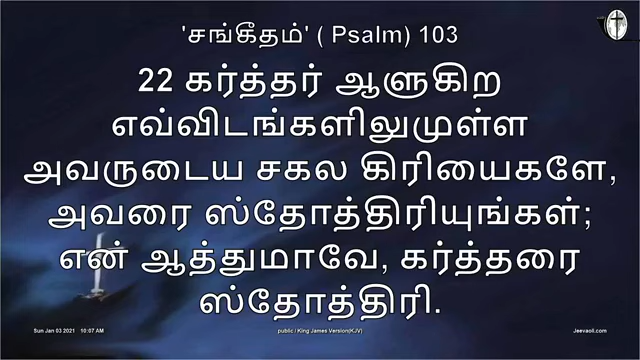 'சங்கீதம்' ( Psalm) 103
22 கர்த்தர் ஆளுகிற
எவ்விடங்களிலுமுள்ள
அவருடைய சகல கிரியைகளே,
அவரை ஸ்தோத்திரியுங்கள்;
என் ஆத்துமாவே, கர்த்தரை
ஸ்தோத்திரி.
Sun Jan 03 2021 10:07 AM
public / King James Version(KJV)
Jeevaoli.com